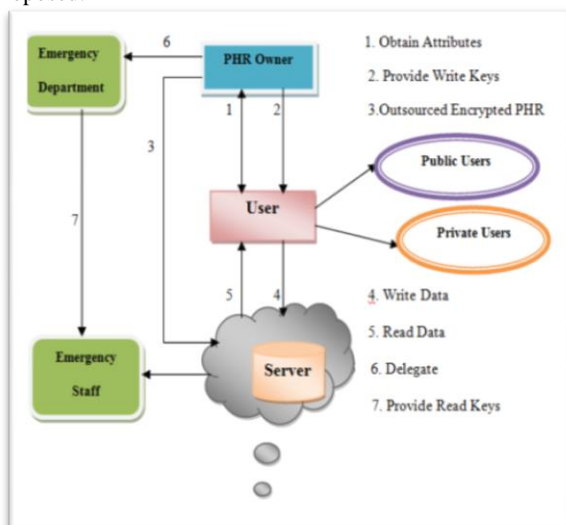 6
Emergency
Department
PHR Owner
1. Obtain Attributes
2. Provide Write Keys
3.Outsourced Encrypted PHR
1
2
3
Public Users
User
Private Users
7
5
4
4. Write Data
5. Read Data
6. Delegate
7. Provide Read Keys
Emergency
Staff
Server